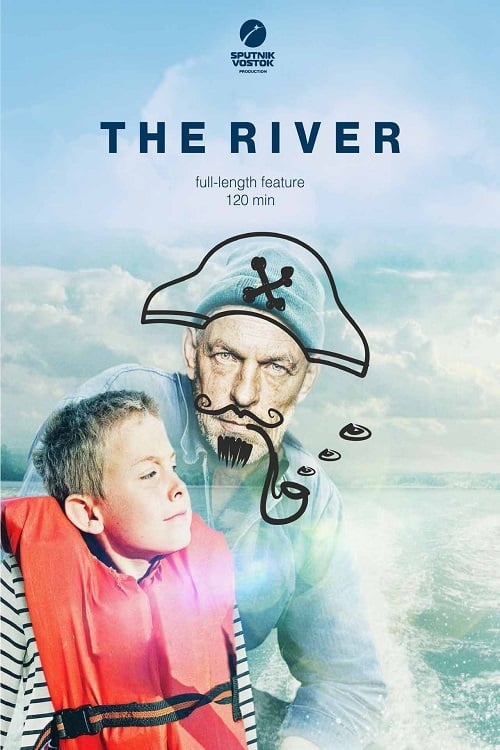 SPUTNIK
VOSTOK
PRODUCTION
THE RIVER
full-length feature
120 min